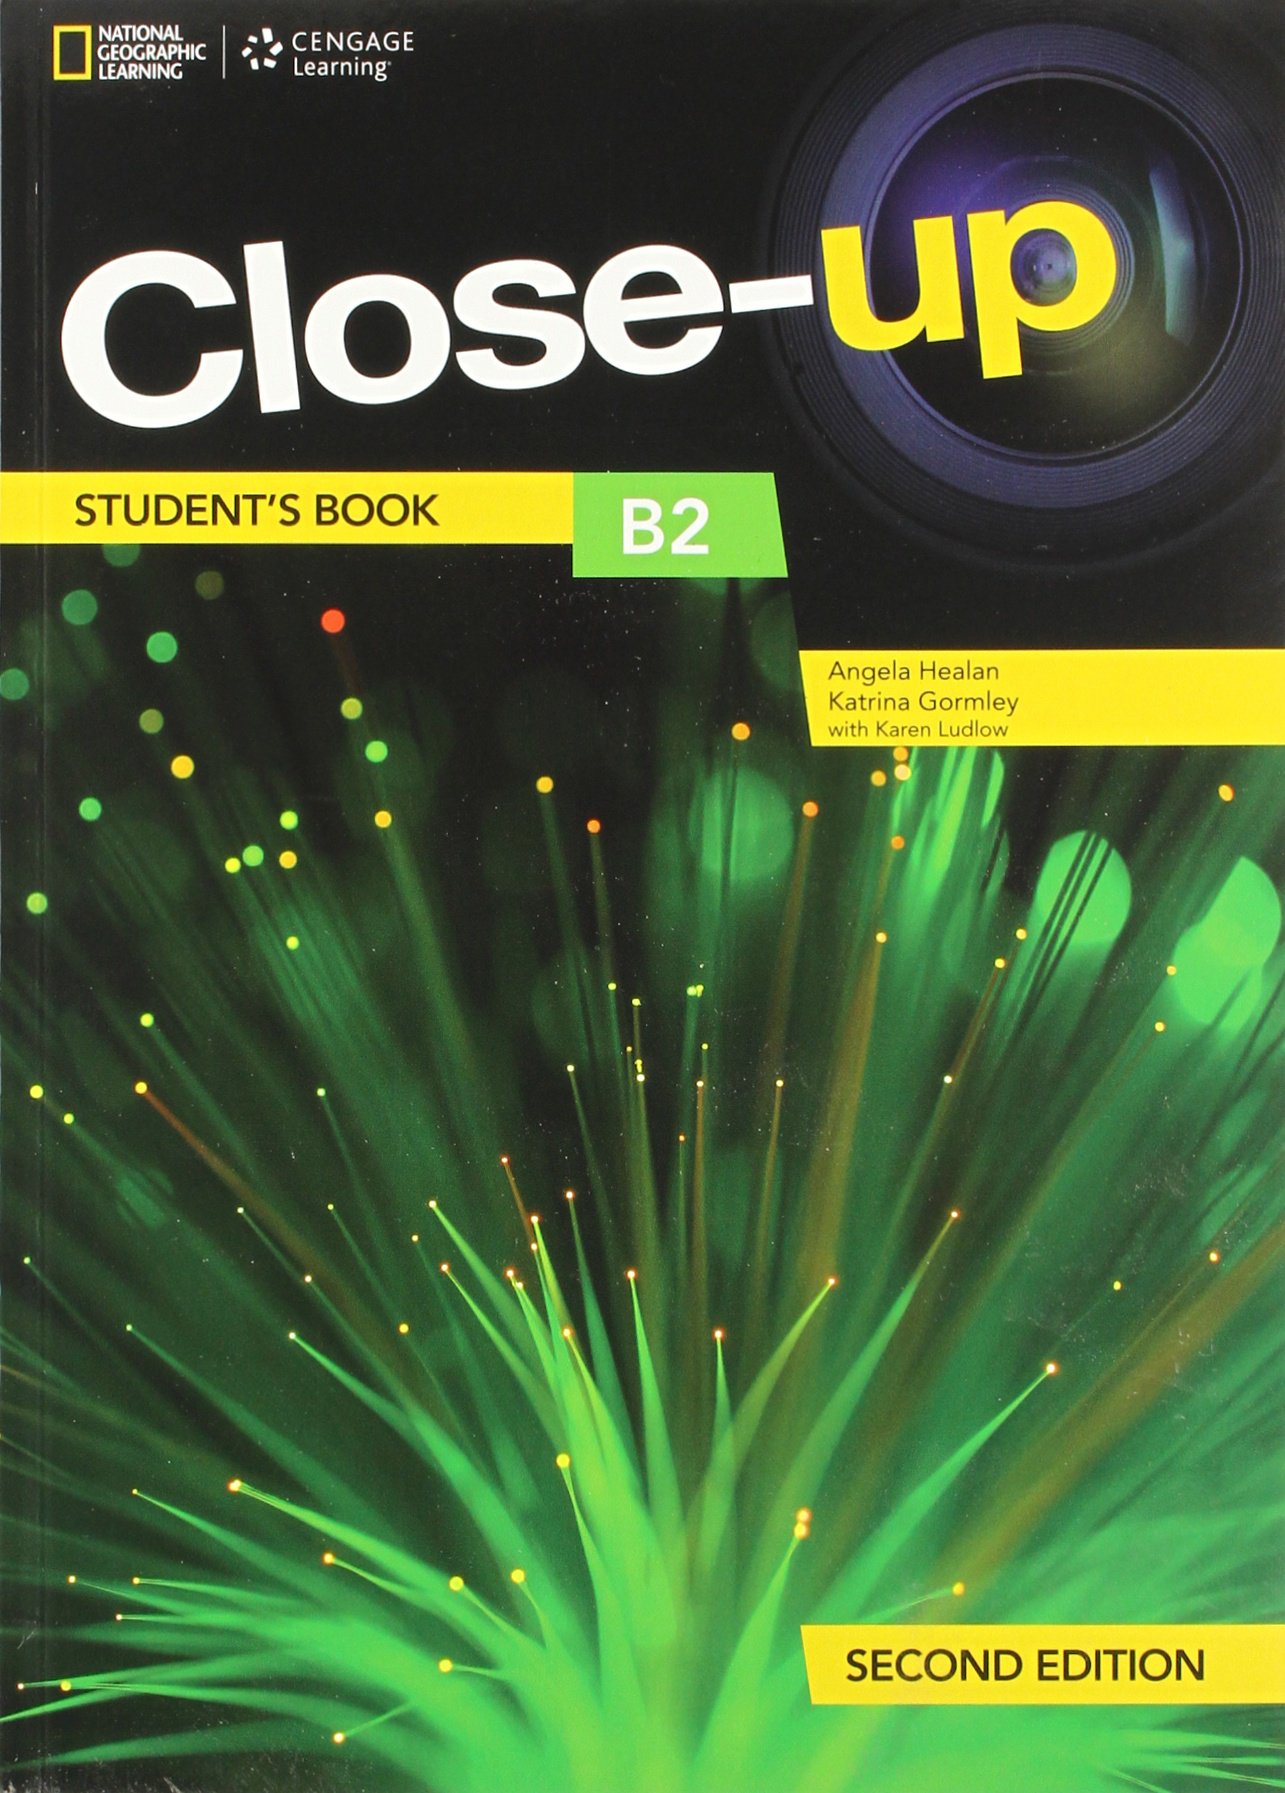 NATIONAL
GEOGRAPHIC
LEARNING
CENGAGE
Learning®
Close-up
STUDENT'S BOOK
B2
Angela Healan
Katrina Gormley
with Karen Ludlow
SECOND EDITION